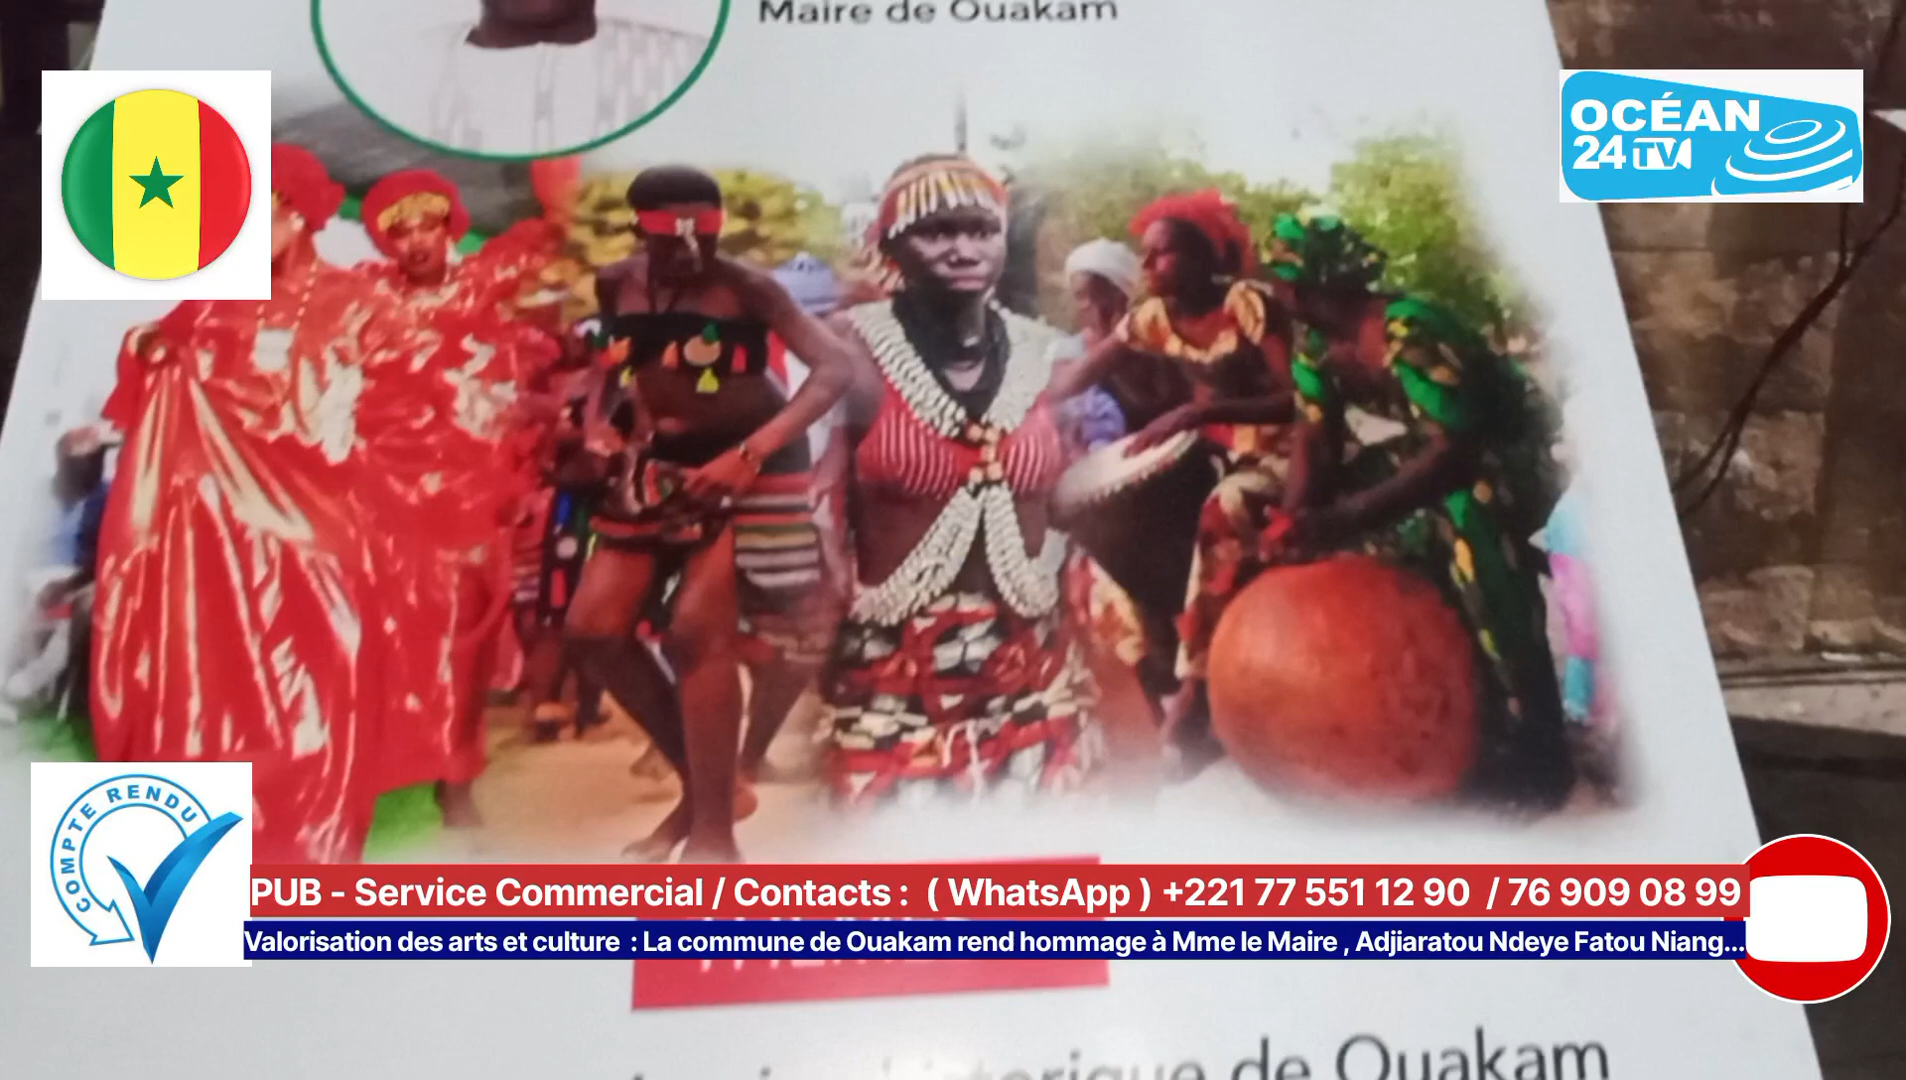 Maire de Ouakam
OCÉAN
24 TV
COMPTE RENDU
PUB - Service Commercial / Contacts : ( WhatsApp ) +221 77 551 12 90 / 76 909 08 99
Valorisation des arts et culture : La commune de Ouakam rend hommage à Mme le Maire , Adjiaratou Ndeye Fatou Niang...
historique de Ouakam